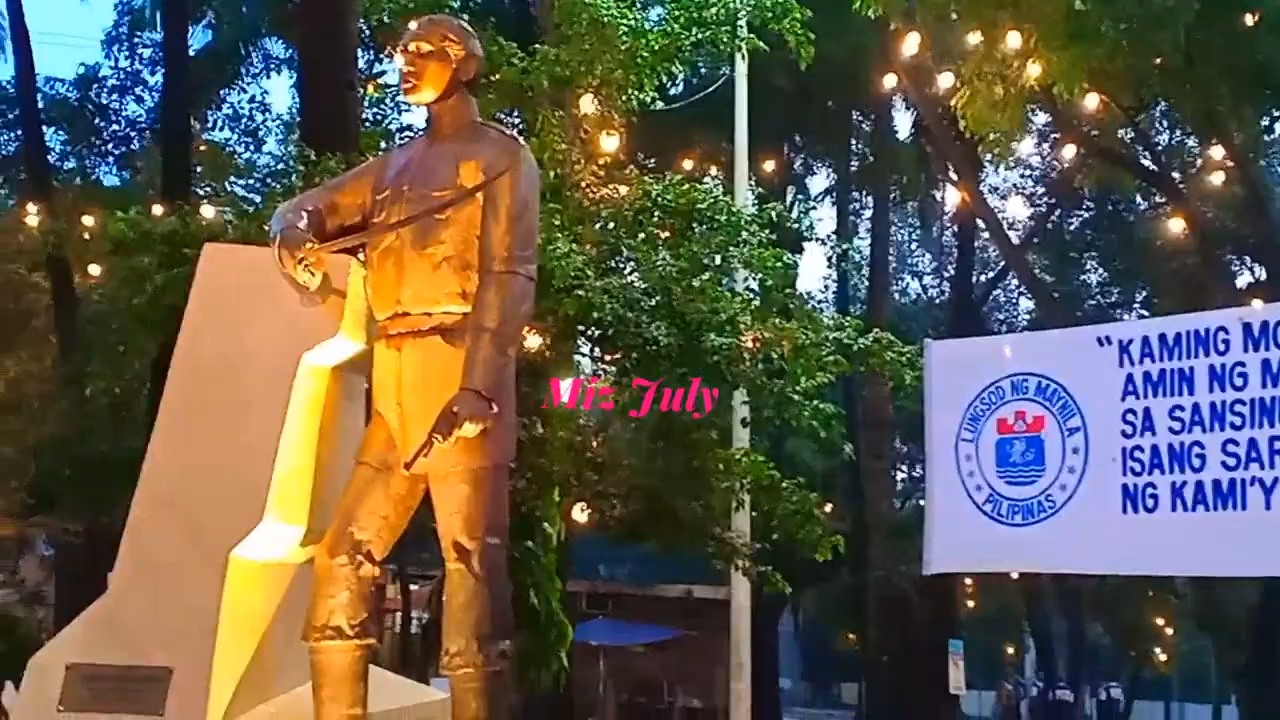 Miz July
LUNGSOD NG MAYNILA
PILIPINAS
"KAMING MO
AMIN NG M
SA SANSINU
ISANG SAR
NG KAMI'Y